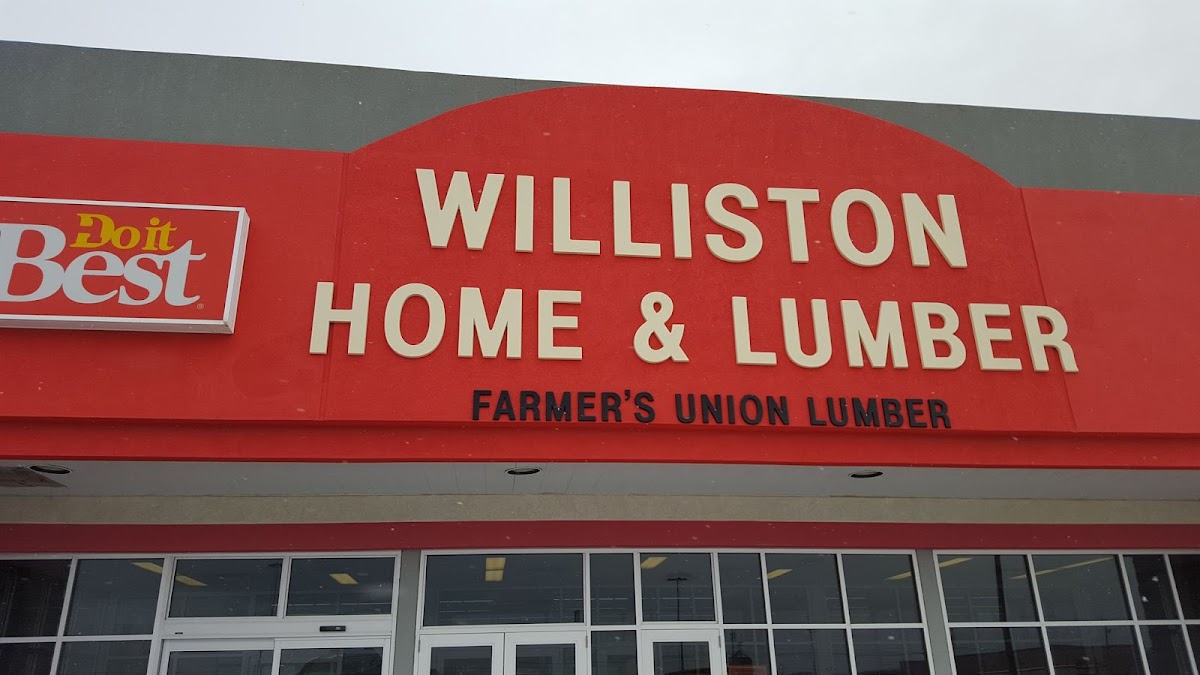 Do it
Best
WILLISTON
HOME & LUMBER
FARMER'S UNION LUMBER